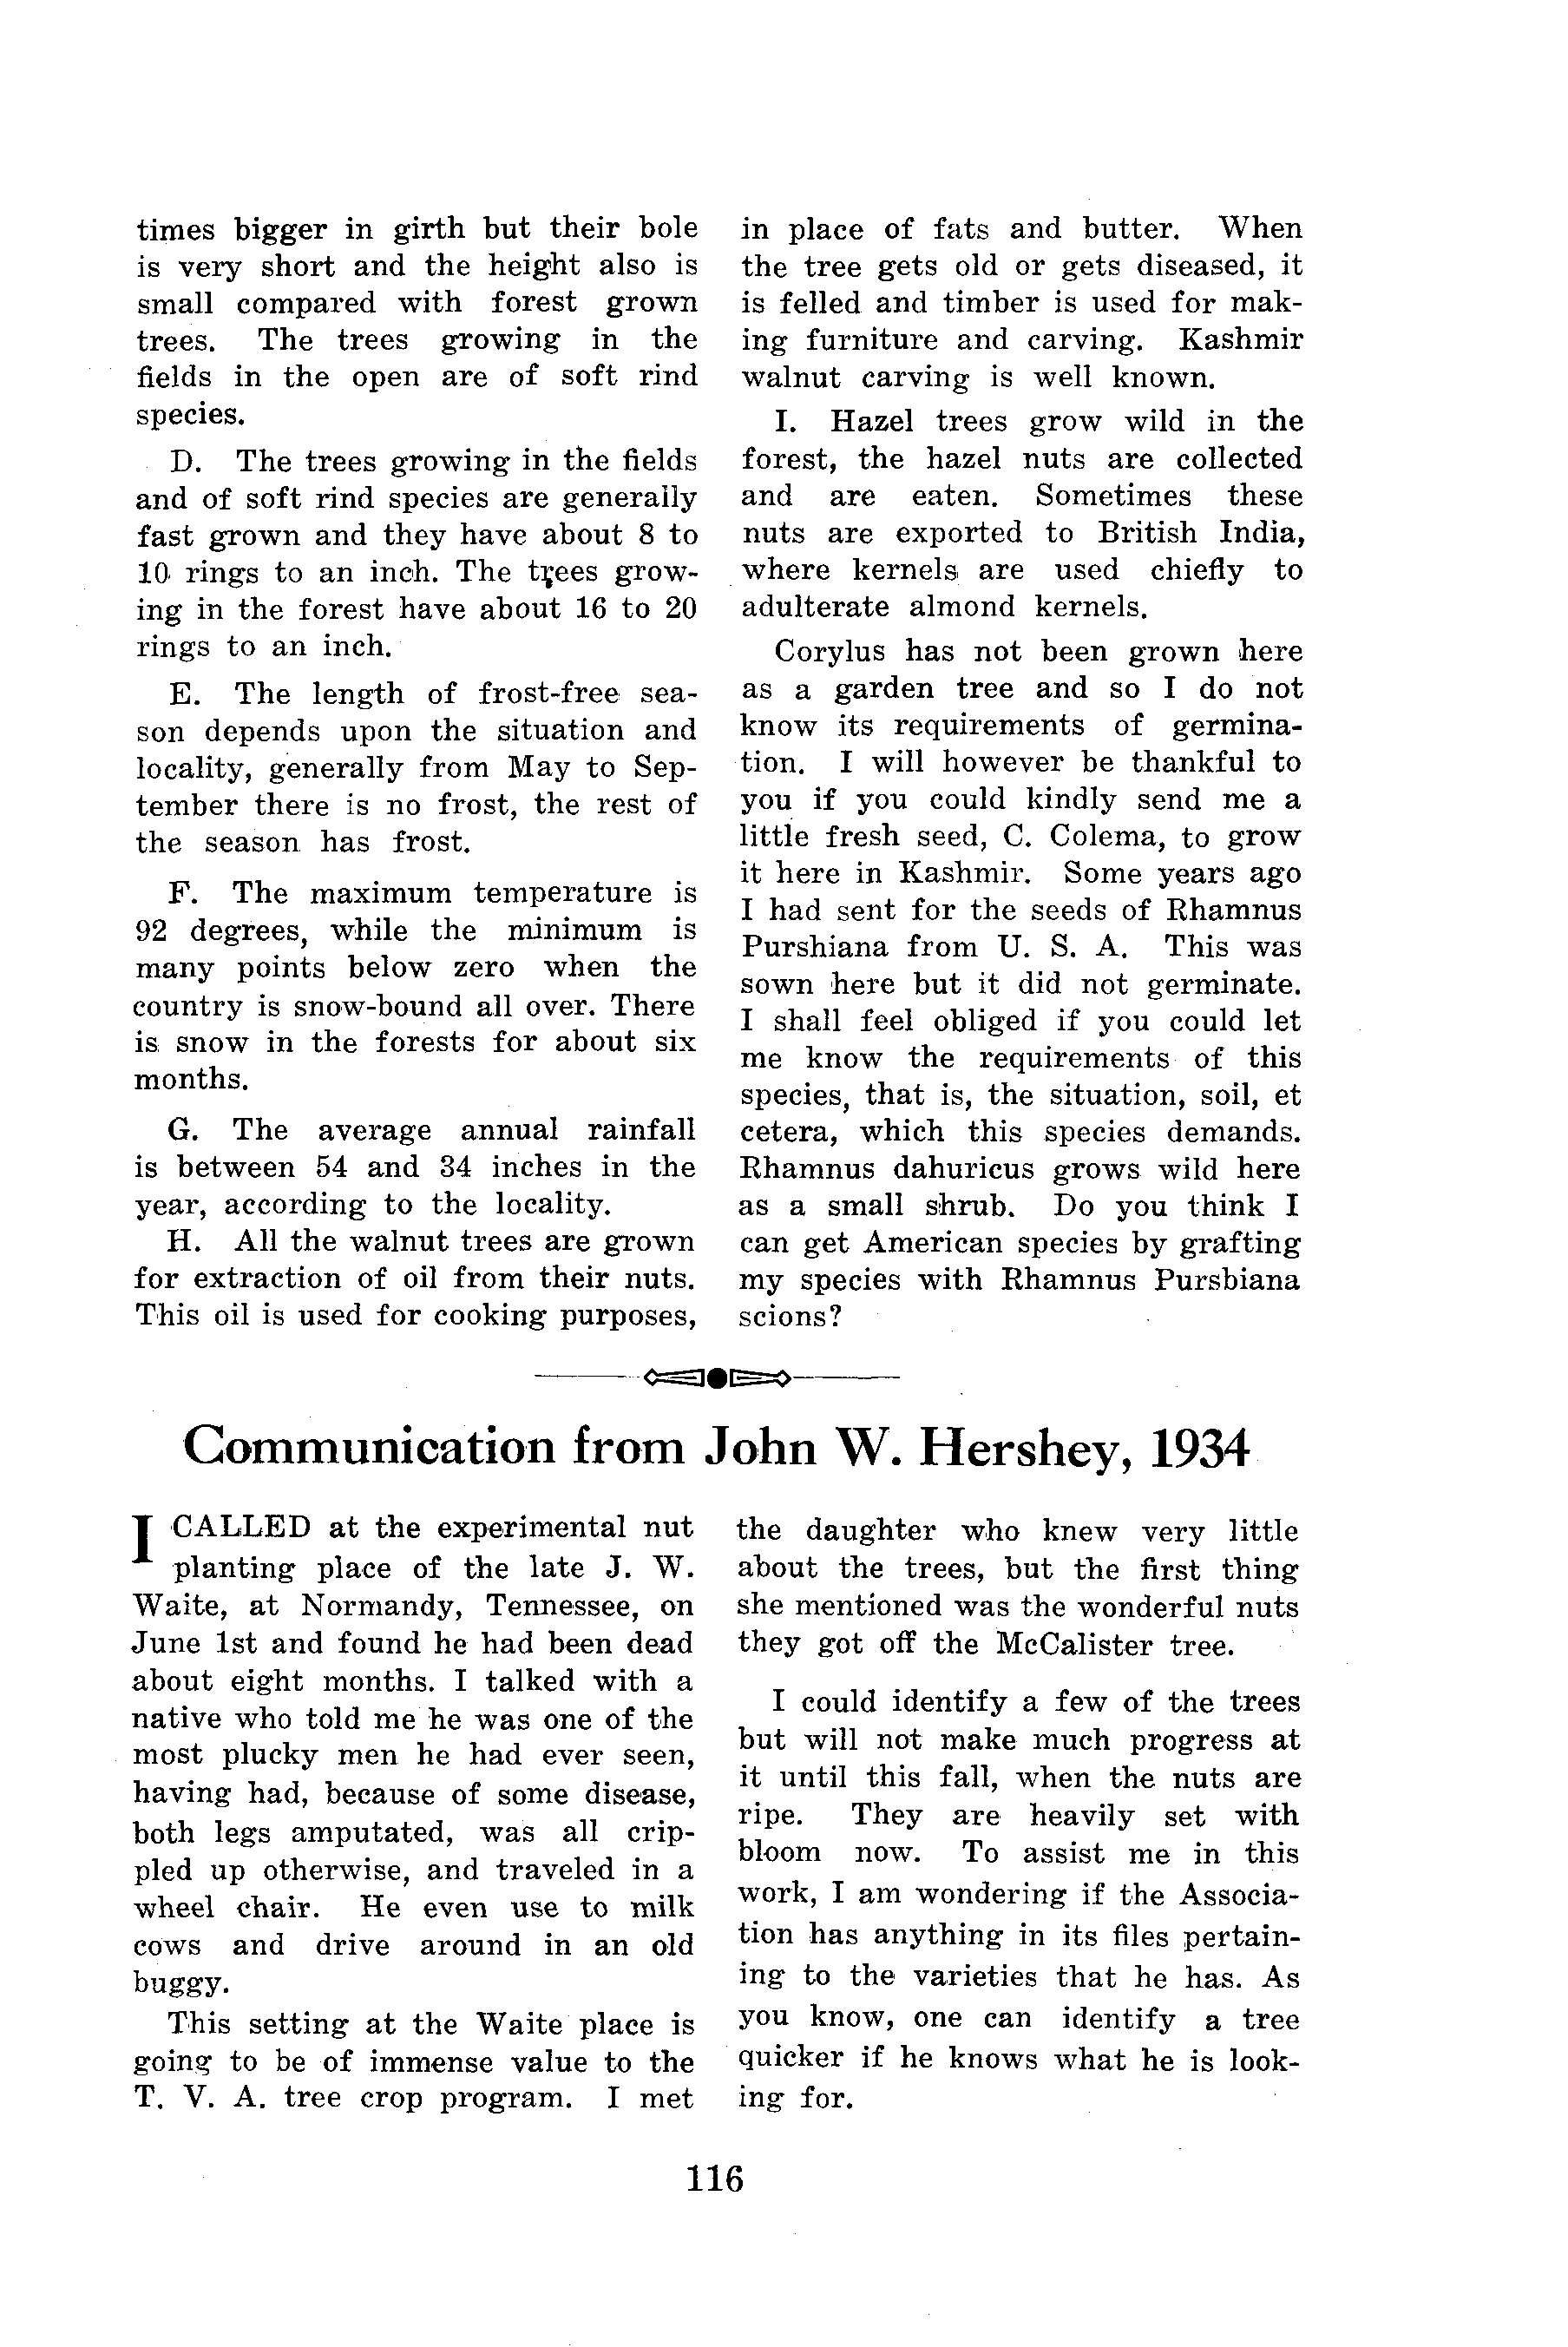 times bigger in girth but their bole
is very short and the height also is
small compared with forest grown
trees. The trees growing in the
fields in the open are of soft rind
species.
D. The trees growing in the fields
and of soft rind species are generally
fast grown and they have about 8 to
10 rings to an inch. The trees grow-
ing in the forest have about 16 to 20
rings to an inch.
E. The length of frost-free sea-
son depends upon the situation and
locality, generally from May to Sep-
tember there is no frost, the rest of
the season has frost.
F. The maximum temperature is
92 degrees, while the minimum is
many points below zero when the
country is snow-bound all over. There
is snow in the forests for about six
months.
G. The average annual rainfall
is between 54 and 34 inches in the
year, according to the locality.
H. All the walnut trees are grown
for extraction of oil from their nuts.
This oil is used for cooking purposes,
in place of fats and butter. When
the tree gets old or gets diseased, it
is felled and timber is used for mak-
ing furniture and carving. Kashmir
walnut carving is well known.
I. Hazel trees grow wild in the
forest, the hazel nuts are collected
and are eaten. Sometimes these
nuts are exported to British India,
where kernels are used chiefly to
adulterate almond kernels.
Corylus has not been grown here
as a garden tree and so I do not
know its requirements of germina-
tion. I will however be thankful to
you if you could kindly send me a
little fresh seed, C. Colema, to grow
it here in Kashmir. Some years ago
I had sent for the seeds of Rhamnus
Purshiana from U. S. A. This was
sown here but it did not germinate.
I shall feel obliged if you could let
me know the requirements of this
species, that is, the situation, soil, et
cetera, which this species demands.
Rhamnus dahuricus grows wild here
as a small shrub. Do you think I
can get American species by grafting
my species with Rhamnus Pursbiana
scions?
Communication from John W. Hershey, 1934
I CALLED at the experimental nut
planting place of the late J. W.
Waite, at Normandy, Tennessee, on
June 1st and found he had been dead
about eight months. I talked with a
native who told me he was one of the
most plucky men he had ever seen,
having had, because of some disease,
both legs amputated, was all crip-
pled up otherwise, and traveled in a
wheel chair. He even use to milk
cows and drive around in an old
buggy.
This setting at the Waite place is
going to be of immense value to the
T. V. A. tree crop program. I met
the daughter who knew very little
about the trees, but the first thing
she mentioned was the wonderful nuts
they got off the McCalister tree.
I could identify a few of the trees
but will not make much progress at
it until this fall, when the nuts are
ripe. They are heavily set with
bloom now. To assist me in this
work, I am wondering if the Associa-
tion has anything in its files pertain-
ing to the varieties that he has. As
you know, one can identify a tree
quicker if he knows what he is look-
ing for.
116